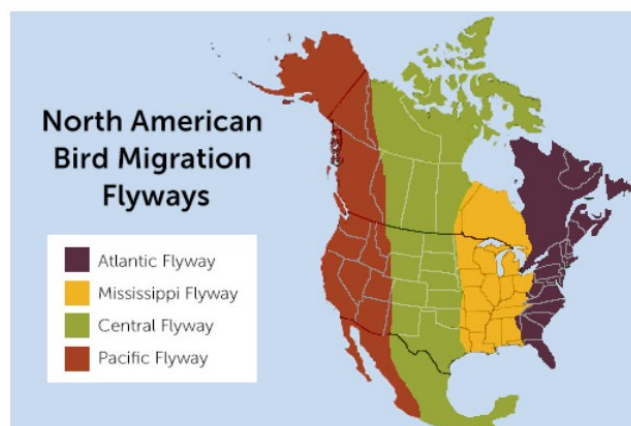 North American
Bird Migration
Flyways
Atlantic Flyway
Mississippi Flyway
Central Flyway
Pacific Flyway